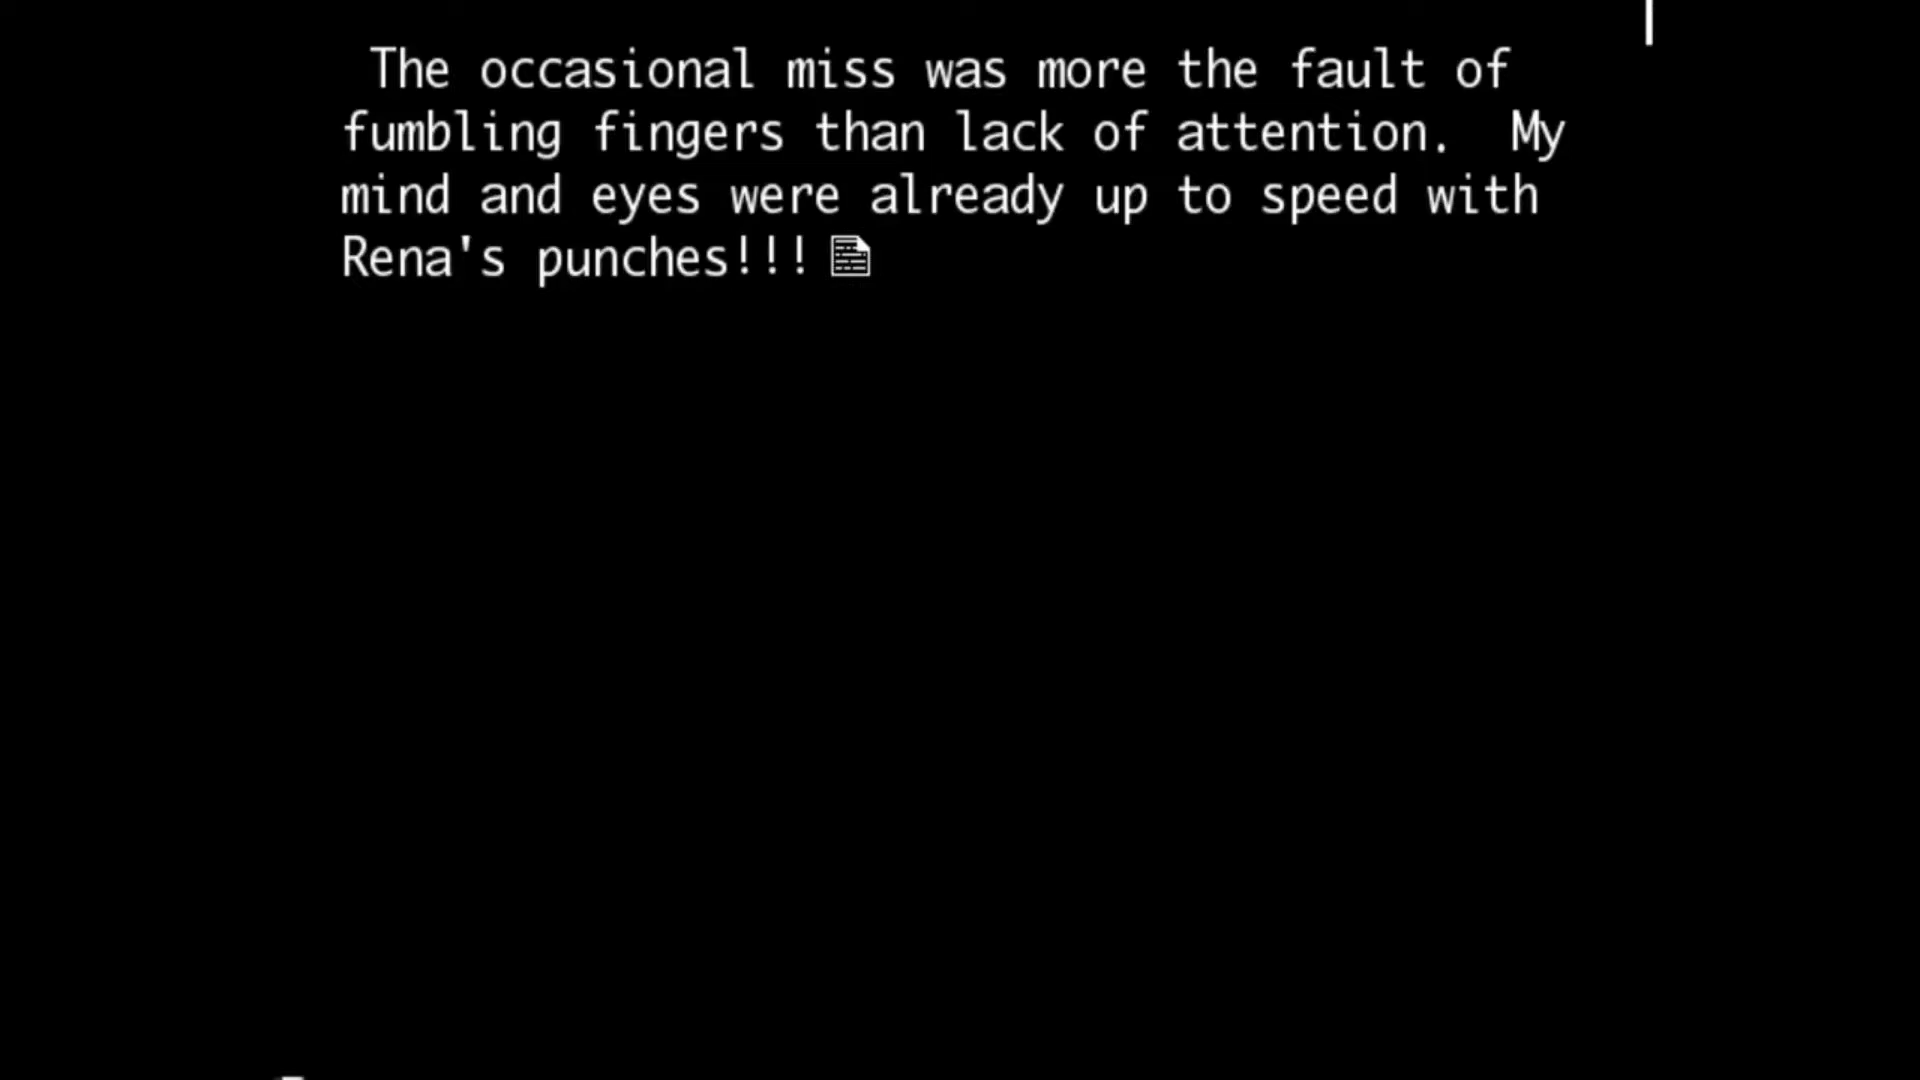 The occasional miss was more the fault of
fumbling fingers than lack of attention.  My
mind and eyes were already up to speed with
Rena's punches!!!